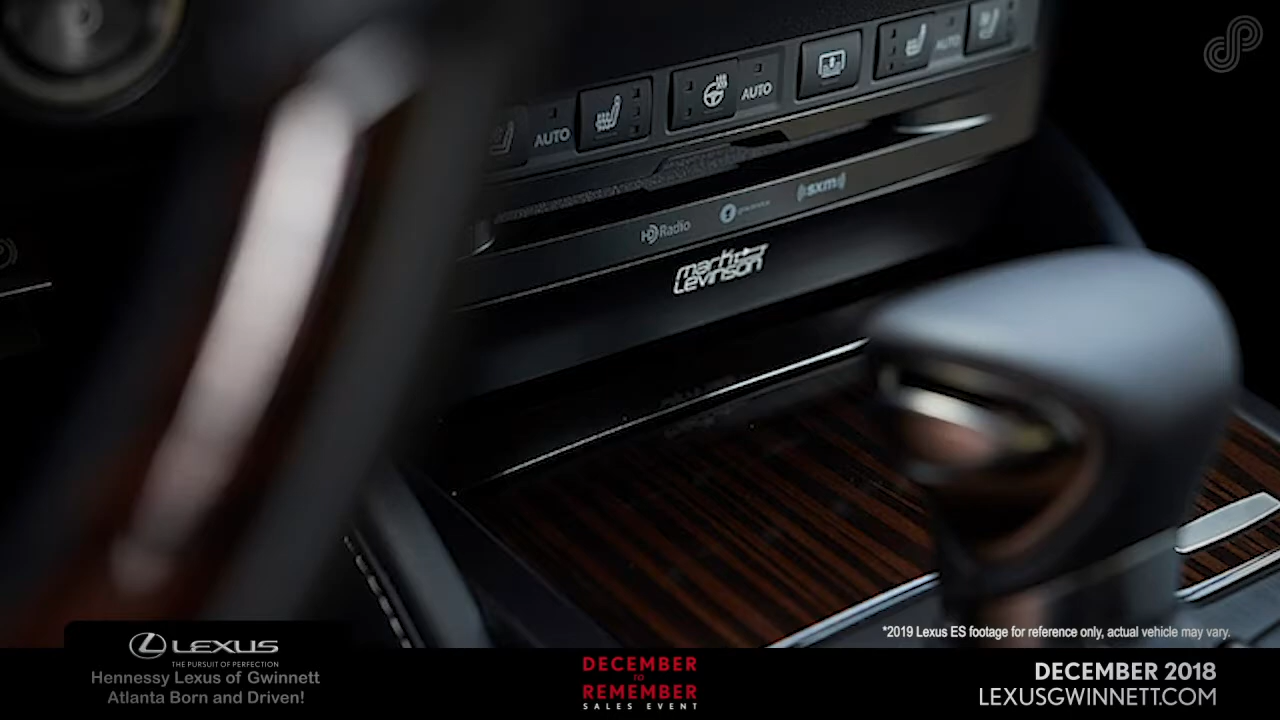 AUTO
AUTO
AUTO
HD Radio
sxm
mark
Levinson
*2019 Lexus ES footage for reference only, actual vehicle may vary.
LEXUS
THE PURSUIT OF PERFECTION
Hennessy Lexus of Gwinnett
Atlanta Born and Driven!
DECEMBER
TO
REMEMBER
SALES EVENT
DECEMBER 2018
LEXUSGWINNETT.COM